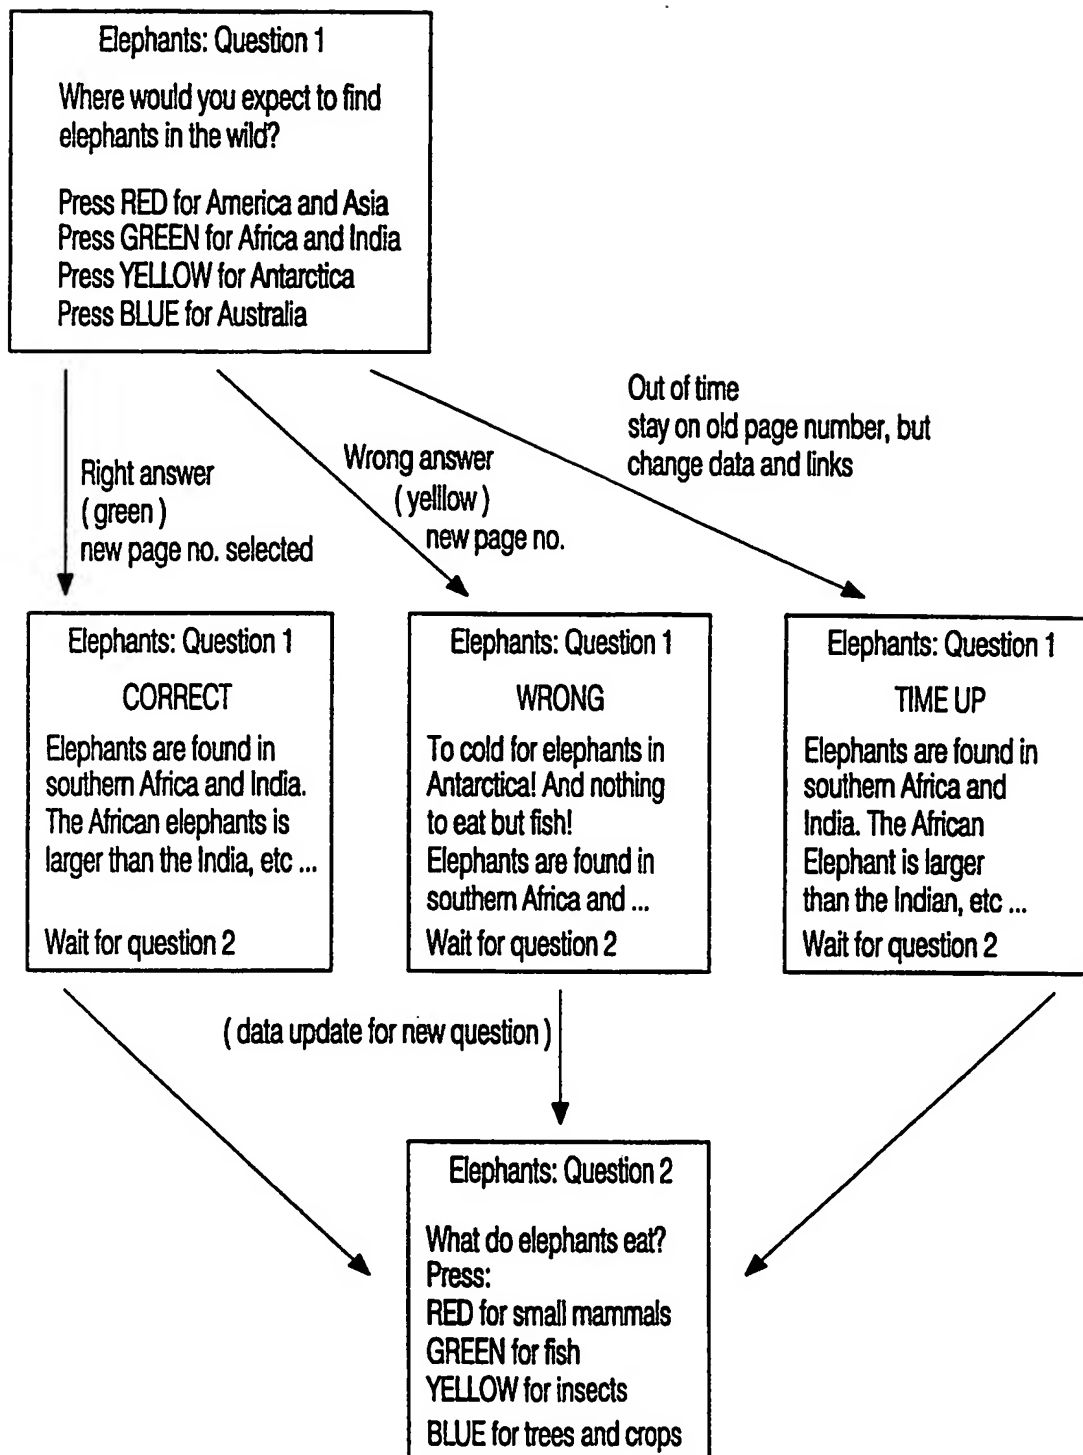 Elephants: Question 1
Where would you expect to find
elephants in the wild?
Press RED for America and Asia
Press GREEN for Africa and India
Press YELLOW for Antarctica
Press BLUE for Australia
Right answer
( green )
new page no. selected
Wrong answer
( yelllow )
new page no.
Out of time
stay on old page number, but
change data and links
Elephants: Question 1
CORRECT
Elephants are found in
southern Africa and India.
The African elephants is
larger than the India, etc ...
Wait for question 2
Elephants: Question 1
WRONG
To cold for elephants in
Antarctica! And nothing
to eat but fish!
Elephants are found in
southern Africa and ...
Wait for question 2
Elephants: Question 1
TIME UP
Elephants are found in
southern Africa and
India. The African
Elephant is larger
than the Indian, etc ...
Wait for question 2
( data update for new question )
Elephants: Question 2
What do elephants eat?
Press:
RED for small mammals
GREEN for fish
YELLOW for insects
BLUE for trees and crops